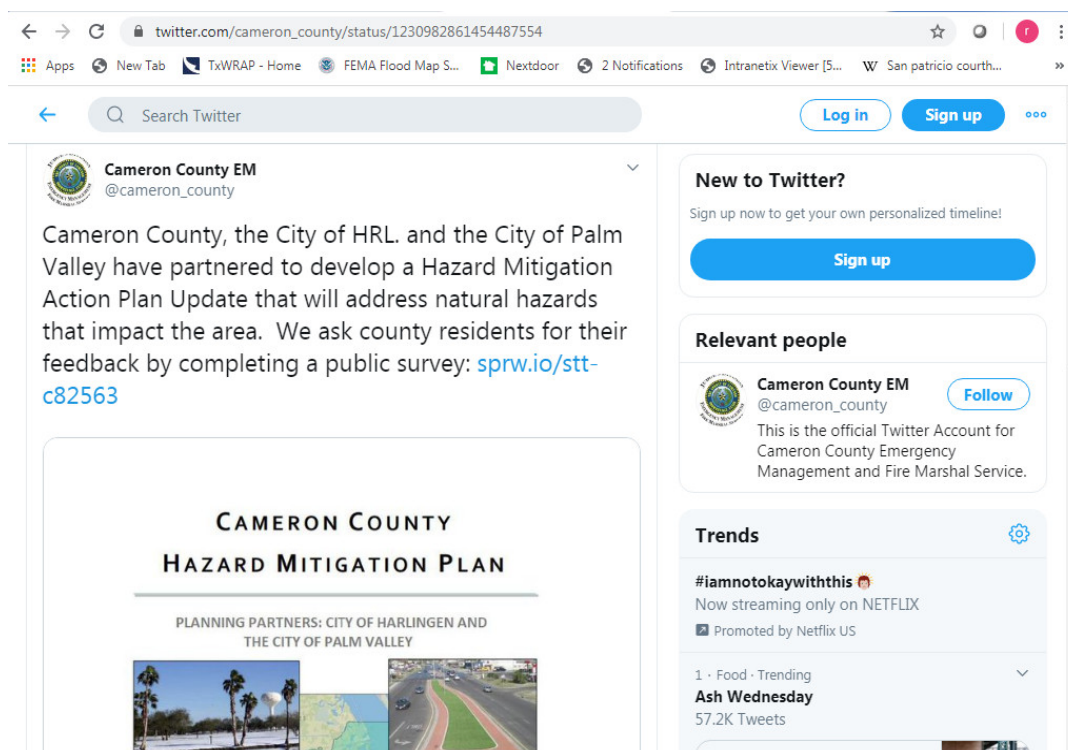 twitter.com/cameron_county/status/1230982861454487554
r
Apps
New Tab
TxWRAP - Home
FEMA Flood Map S...
Nextdoor
2 Notifications
Intranetix Viewer [5...
W San patricio courth...
»
Search Twitter
Log in
Sign up
Cameron County EM
@cameron_county
Cameron County, the City of HRL. and the City of Palm
Valley have partnered to develop a Hazard Mitigation
Action Plan Update that will address natural hazards
that impact the area.  We ask county residents for their
feedback by completing a public survey: sprw.io/stt-
c82563
CAMERON COUNTY
HAZARD MITIGATION PLAN
PLANNING PARTNERS: CITY OF HARLINGEN AND
THE CITY OF PALM VALLEY
New to Twitter?
Sign up now to get your own personalized timeline!
Sign up
Relevant people
Cameron County EM
@cameron_county
Follow
This is the official Twitter Account for
Cameron County Emergency
Management and Fire Marshal Service.
Trends
#iamnotokaywiththis
Now streaming only on NETFLIX
Promoted by Netflix US
1 · Food · Trending
Ash Wednesday
57.2K Tweets